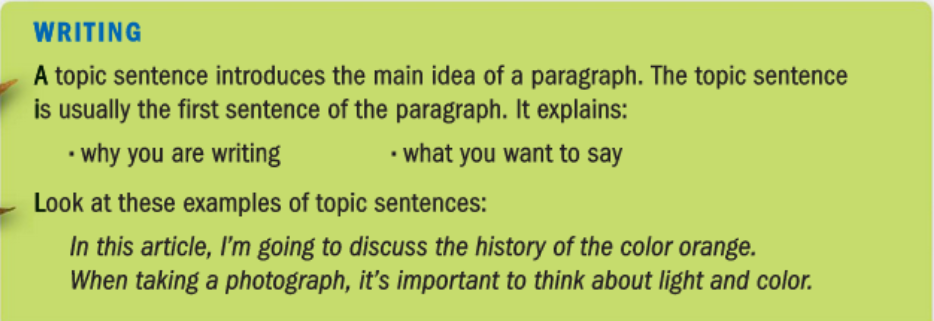 WRITING
A topic sentence introduces the main idea of a paragraph. The topic sentence
is usually the first sentence of the paragraph. It explains:
· why you are writing · what you want to say
Look at these examples of topic sentences:
In this article, I'm going to discuss the history of the color orange.
When taking a photograph, it's important to think about light and color.